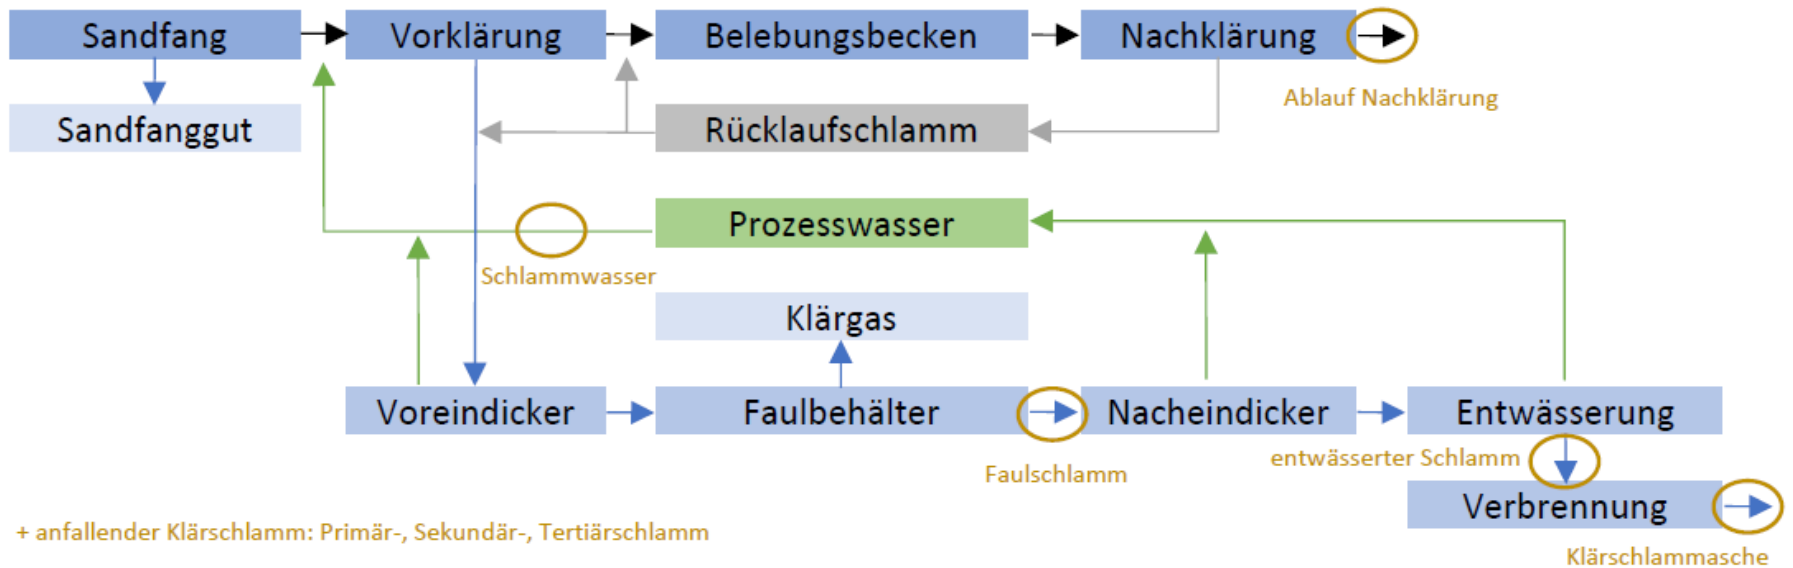 Sandfang
Vorklärung
Belebungsbecken
Nachklärung
Ablauf Nachklärung
Sandfanggut
Rücklaufschlamm
Prozesswasser
Schlammwasser
Klärgas
Voreindicker
Faulbehälter
Nacheindicker
Entwässerung
Faulschlamm
entwässerter Schlamm
Verbrennung
+ anfallender Klärschlamm: Primär-, Sekundär-, Tertiärschlamm
Klärschlammasche